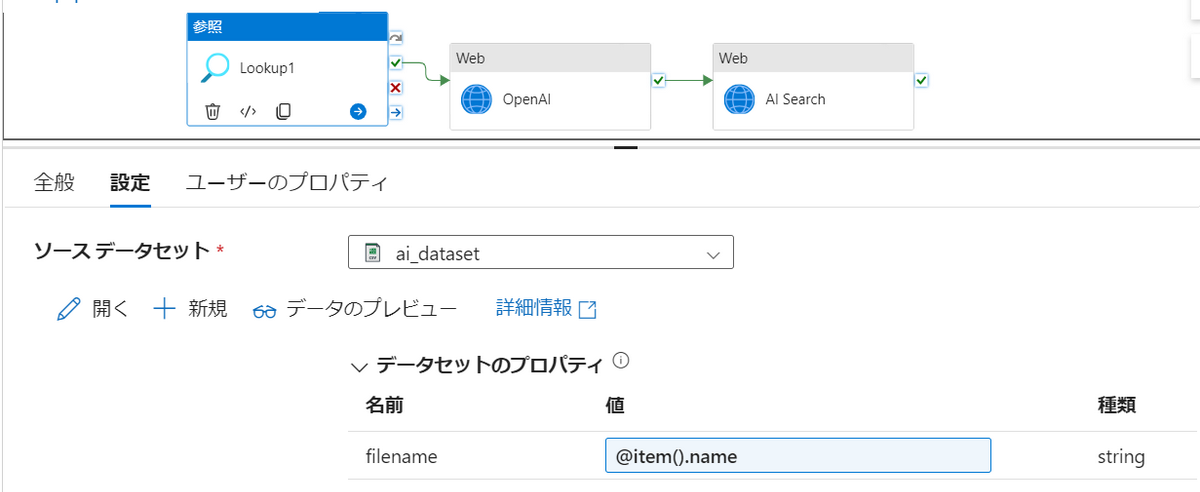 参照
Lookup1
Web
OpenAI
Web
AI Search
全般 設定 ユーザーのプロパティ
ソース データセット *
ai_dataset
開く 新規 データのプレビュー 詳細情報
データセットのプロパティ
名前 値 種類
filename @item().name string